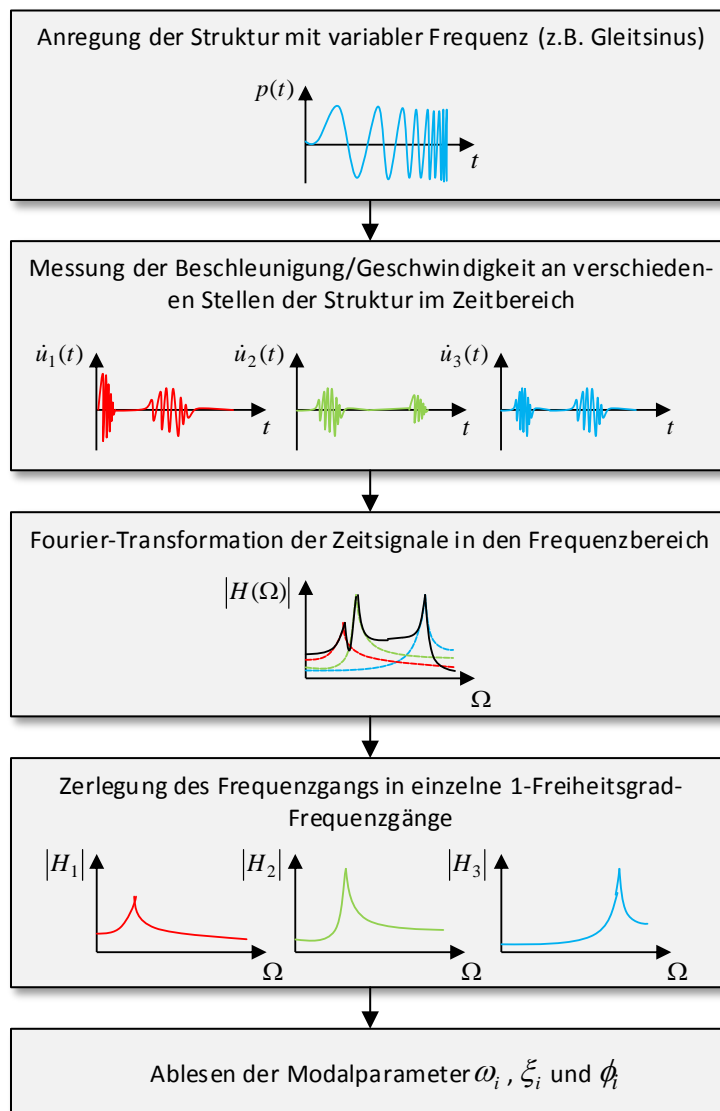 Anregung der Struktur mit variabler Frequenz (z.B. Gleitsinus)
p(t)
t
Messung der Beschleunigung/Geschwindigkeit an verschieden-
en Stellen der Struktur im Zeitbereich
u̇₁(t) u̇₂(t) u̇₃(t)
t t t
Fourier-Transformation der Zeitsignale in den Frequenzbereich
|H(Ω)|
Ω
Zerlegung des Frequenzgangs in einzelne 1-Freiheitsgrad-
Frequenzgänge
|H₁| |H₂| |H₃|
Ω Ω Ω
Ablesen der Modalparameter ωᵢ , ξᵢ und ϕᵢ